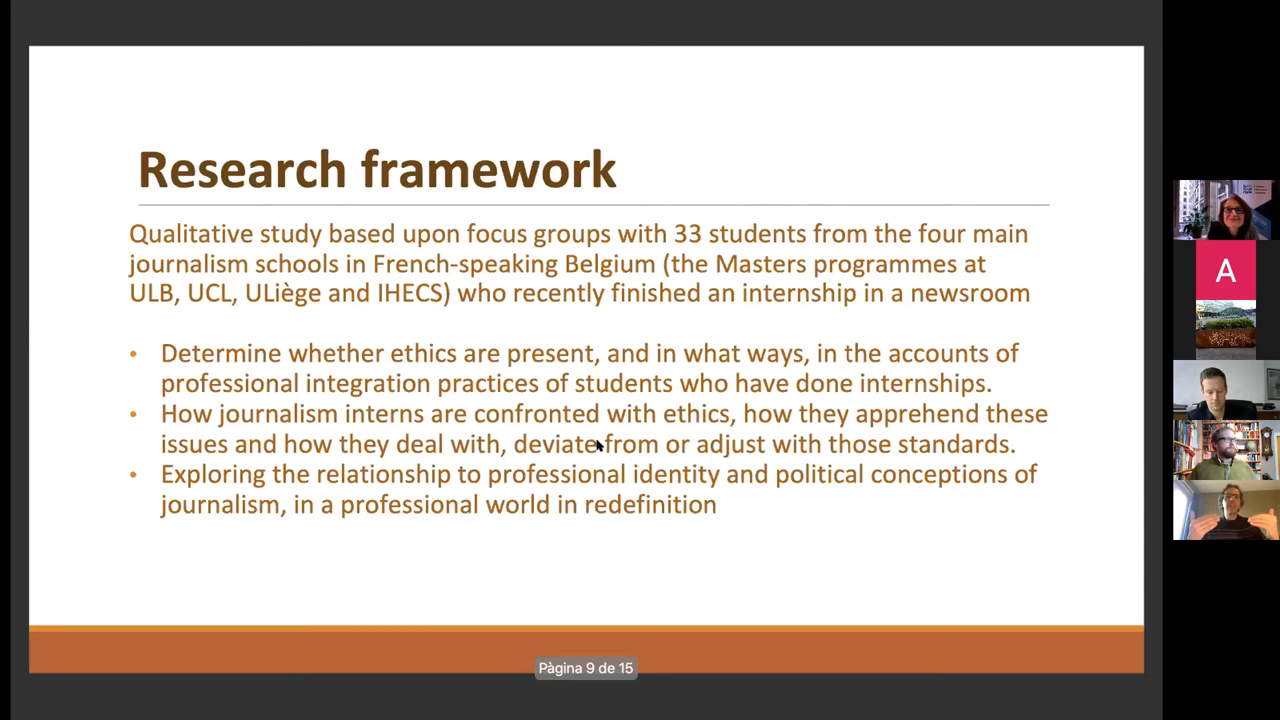 Research framework
Qualitative study based upon focus groups with 33 students from the four main
journalism schools in French-speaking Belgium (the Masters programmes at
ULB, UCL, ULiège and IHECS) who recently finished an internship in a newsroom
• Determine whether ethics are present, and in what ways, in the accounts of
professional integration practices of students who have done internships.
• How journalism interns are confronted with ethics, how they apprehend these
issues and how they deal with, deviate from or adjust with those standards.
• Exploring the relationship to professional identity and political conceptions of
journalism, in a professional world in redefinition
Pàgina 9 de 15
A